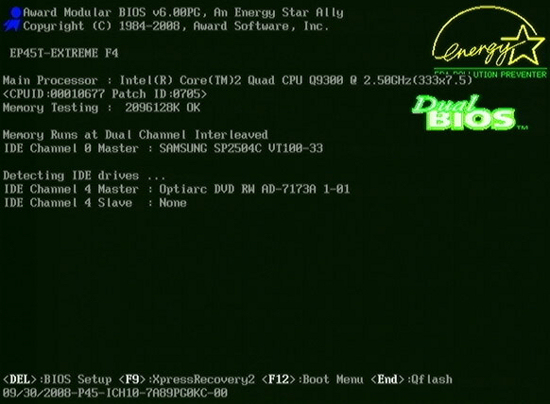 Award Modular BIOS v6.00PG, An Energy Star Ally
Copyright (C) 1984-2008, Award Software, Inc.
EP45T-EXTREME F4
energy
EPA POLLUTION PREVENTER
Main Processor : Intel(R) Core(TM)2 Quad CPU Q9300 @ 2.50GHz(333x7.5)
<CPUID:00010677 Patch ID:0705>
Memory Testing : 2096128K OK
Dual
BIOS™
Memory Runs at Dual Channel Interleaved
IDE Channel 0 Master : SAMSUNG SP2504C VT100-33
Detecting IDE drives ...
IDE Channel 4 Master : Optiarc DVD RW AD-7173A 1-01
IDE Channel 4 Slave : None
<DEL>:BIOS Setup <F9>:XpressRecovery2 <F12>:Boot Menu <End>:Qflash
09/30/2008-P45-ICH10-7A89PG0KC-00